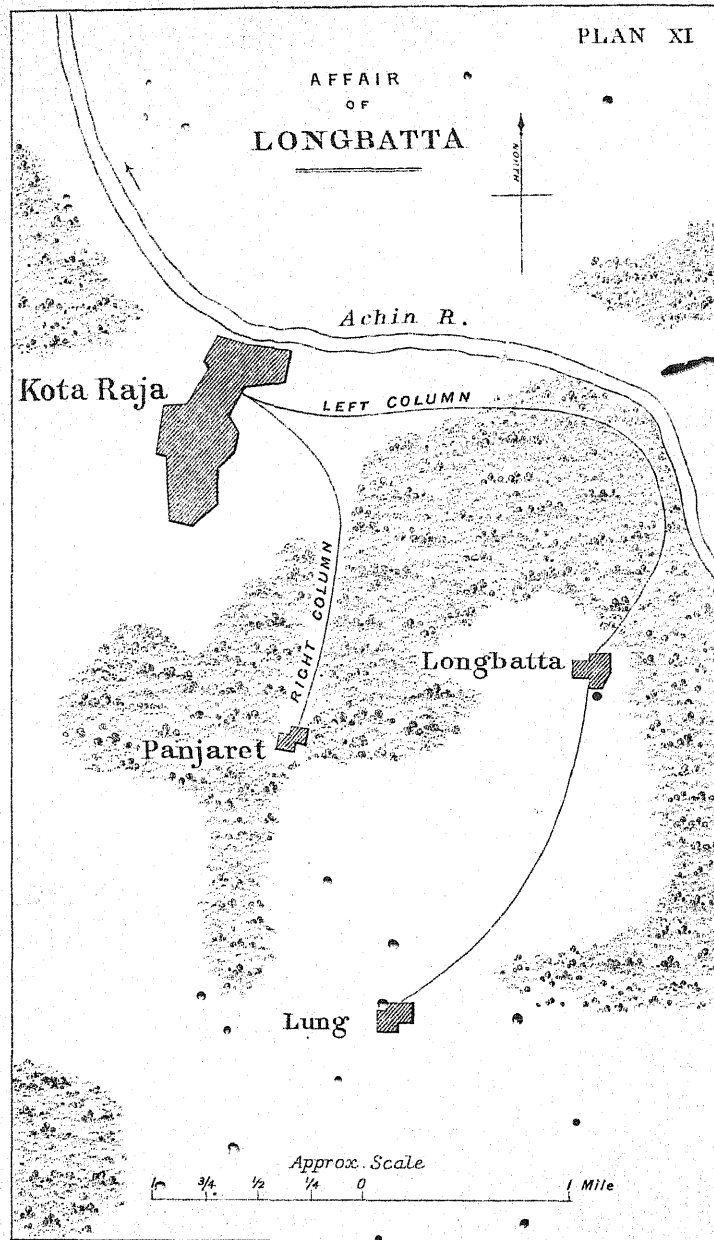 PLAN XI
AFFAIR
OF
LONGBATTA
NORTH
Achin R.
Kota Raja
LEFT COLUMN
RIGHT COLUMN
Longbatta
Panjaret
Lung
Approx. Scale
1 3/4 1/2 1/4 0 1 Mile